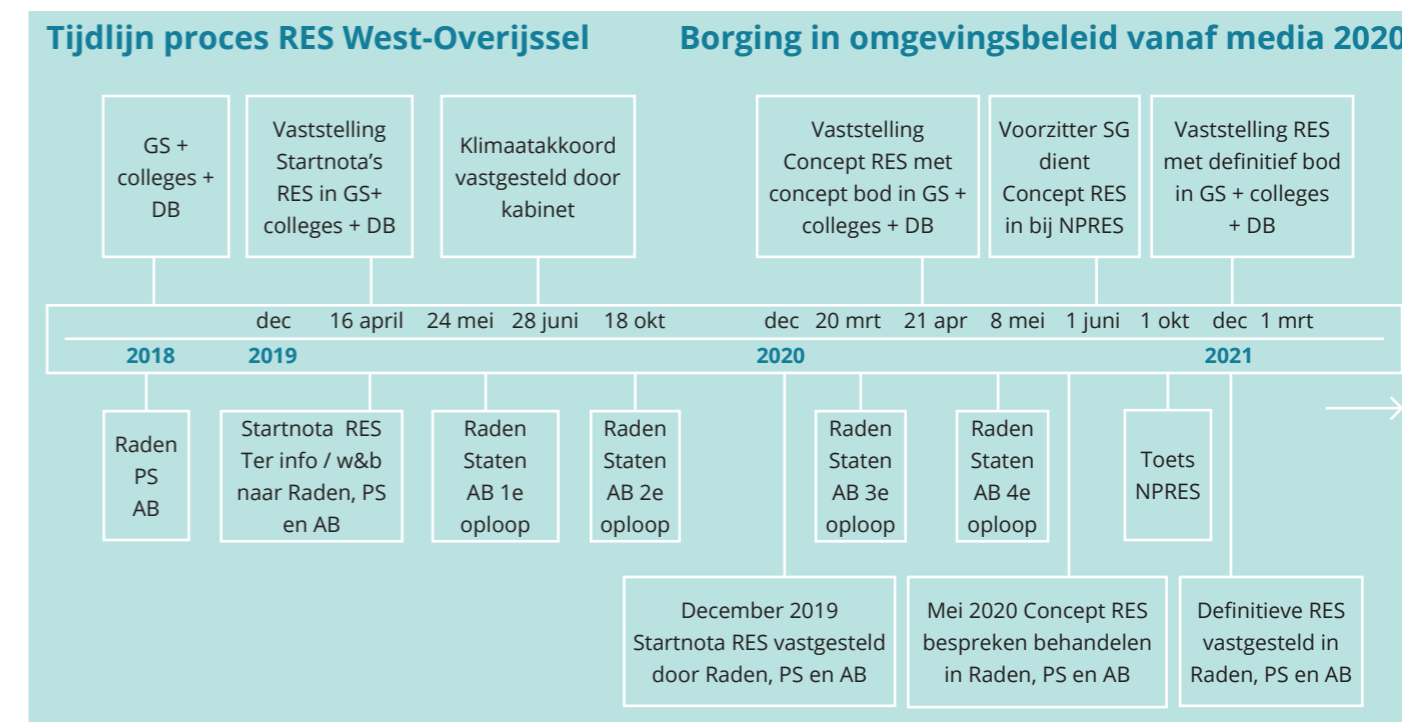 Tijdlijn proces RES West-Overijssel
Borging in omgevingsbeleid vanaf media 2020
GS +
colleges +
DB
Vaststelling
Startnota’s
RES in GS+
colleges + DB
Klimaatakkoord
vastgesteld door
kabinet
Vaststelling
Concept RES met
concept bod in GS +
colleges + DB
Voorzitter SG
dient
Concept RES
in bij NPRES
Vaststelling RES
met definitief bod
in GS + colleges
+ DB
dec 16 april 24 mei 28 juni 18 okt dec 20 mrt 21 apr 8 mei 1 juni 1 okt dec 1 mrt
2018 2019 2020 2021
Raden
PS
AB
Startnota RES
Ter info / w&b
naar Raden, PS
en AB
Raden
Staten
AB 1e
oploop
Raden
Staten
AB 2e
oploop
Raden
Staten
AB 3e
oploop
Raden
Staten
AB 4e
oploop
Toets
NPRES
December 2019
Startnota RES vastgesteld
door Raden, PS en AB
Mei 2020 Concept RES
bespreken behandelen
in Raden, PS en AB
Definitieve RES
vastgesteld in
Raden, PS en AB